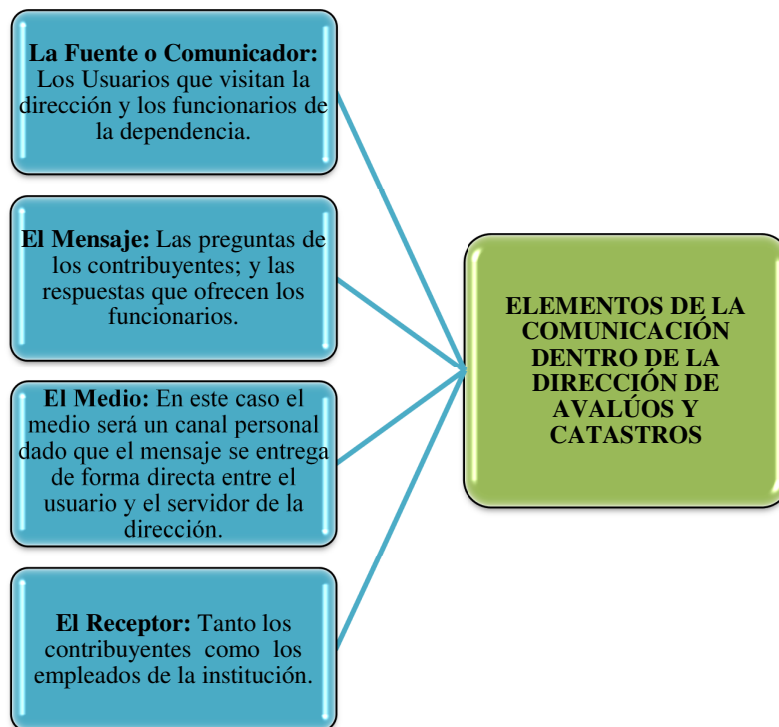 La Fuente o Comunicador:
Los Usuarios que visitan la
dirección y los funcionarios de
la dependencia.
El Mensaje: Las preguntas de
los contribuyentes; y las
respuestas que ofrecen los
funcionarios.
El Medio: En este caso el
medio será un canal personal
dado que el mensaje se entrega
de forma directa entre el
usuario y el servidor de la
dirección.
El Receptor: Tanto los
contribuyentes como los
empleados de la institución.
ELEMENTOS DE LA
COMUNICACIÓN
DENTRO DE LA
DIRECCIÓN DE
AVALÚOS Y
CATASTROS